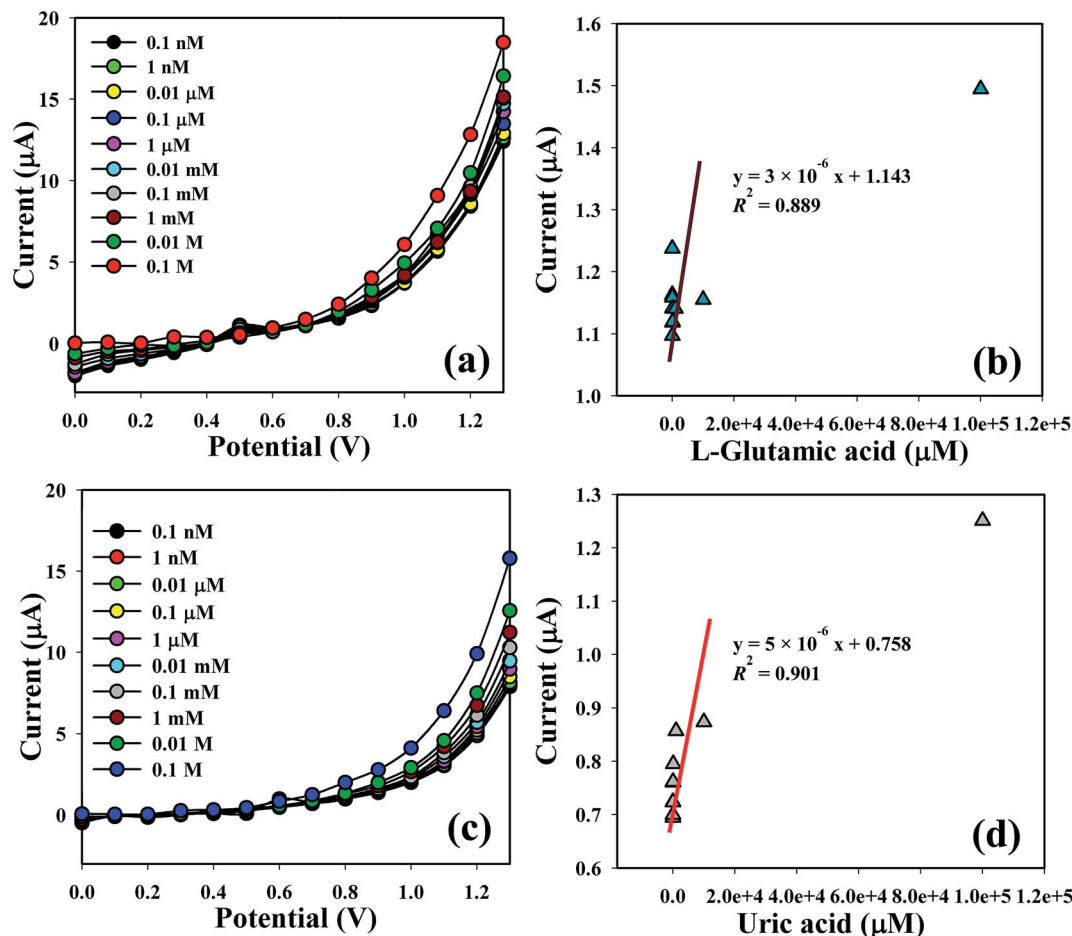 20
15
10
5
0
Current (μA)
0.1 nM
1 nM
0.01 μM
0.1 μM
1 μM
0.01 mM
0.1 mM
1 mM
0.01 M
0.1 M
(a)
0.0 0.2 0.4 0.6 0.8 1.0 1.2
Potential (V)
1.6
1.5
1.4
1.3
1.2
1.1
1.0
Current (μA)
y = 3 × 10⁻⁶ x + 1.143
R² = 0.889
(b)
0.0 2.0e+4 4.0e+4 6.0e+4 8.0e+4 1.0e+5 1.2e+5
L-Glutamic acid (μM)
20
15
10
5
0
Current (μA)
0.1 nM
1 nM
0.01 μM
0.1 μM
1 μM
0.01 mM
0.1 mM
1 mM
0.01 M
0.1 M
(c)
0.0 0.2 0.4 0.6 0.8 1.0 1.2
Potential (V)
1.3
1.2
1.1
1.0
0.9
0.8
0.7
0.6
Current (μA)
y = 5 × 10⁻⁶ x + 0.758
R² = 0.901
(d)
0.0 2.0e+4 4.0e+4 6.0e+4 8.0e+4 1.0e+5 1.2e+5
Uric acid (μM)